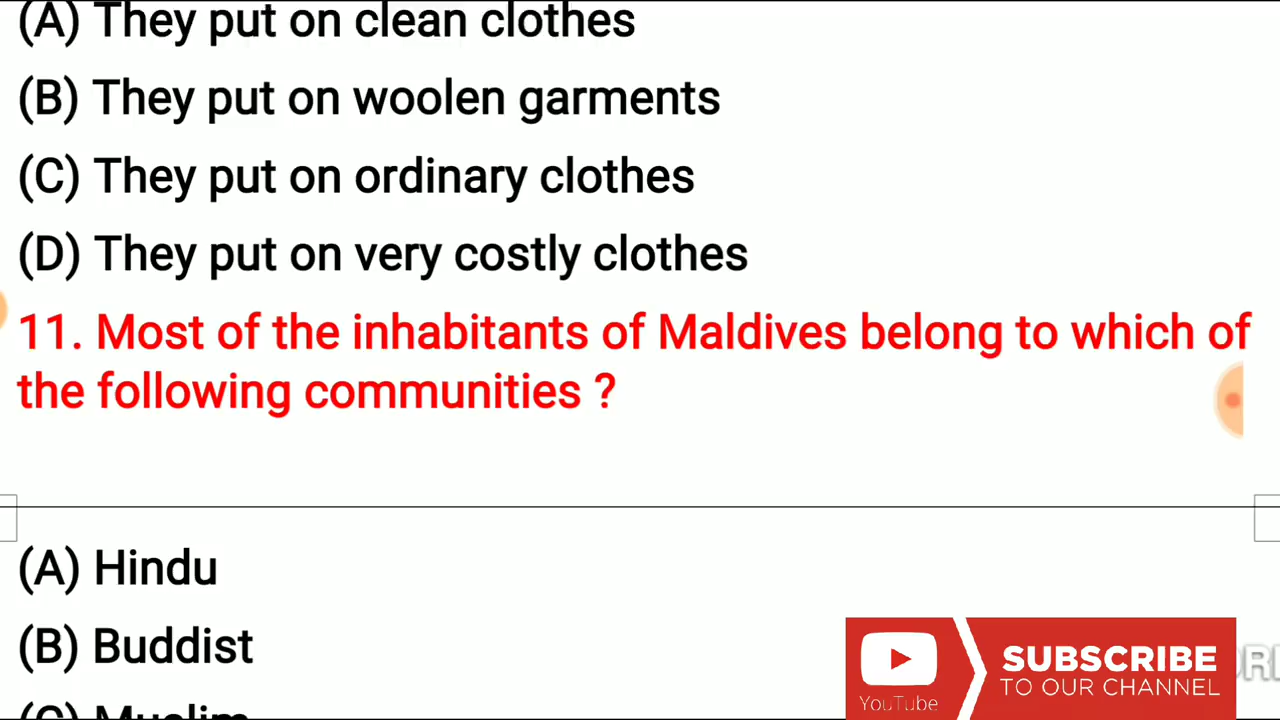 (A) They put on clean clothes
(B) They put on woolen garments
(C) They put on ordinary clothes
(D) They put on very costly clothes
11. Most of the inhabitants of Maldives belong to which of
the following communities ?
(A) Hindu
(B) Buddist
(C) Muslim
YouTube
SUBSCRIBE
TO OUR CHANNEL